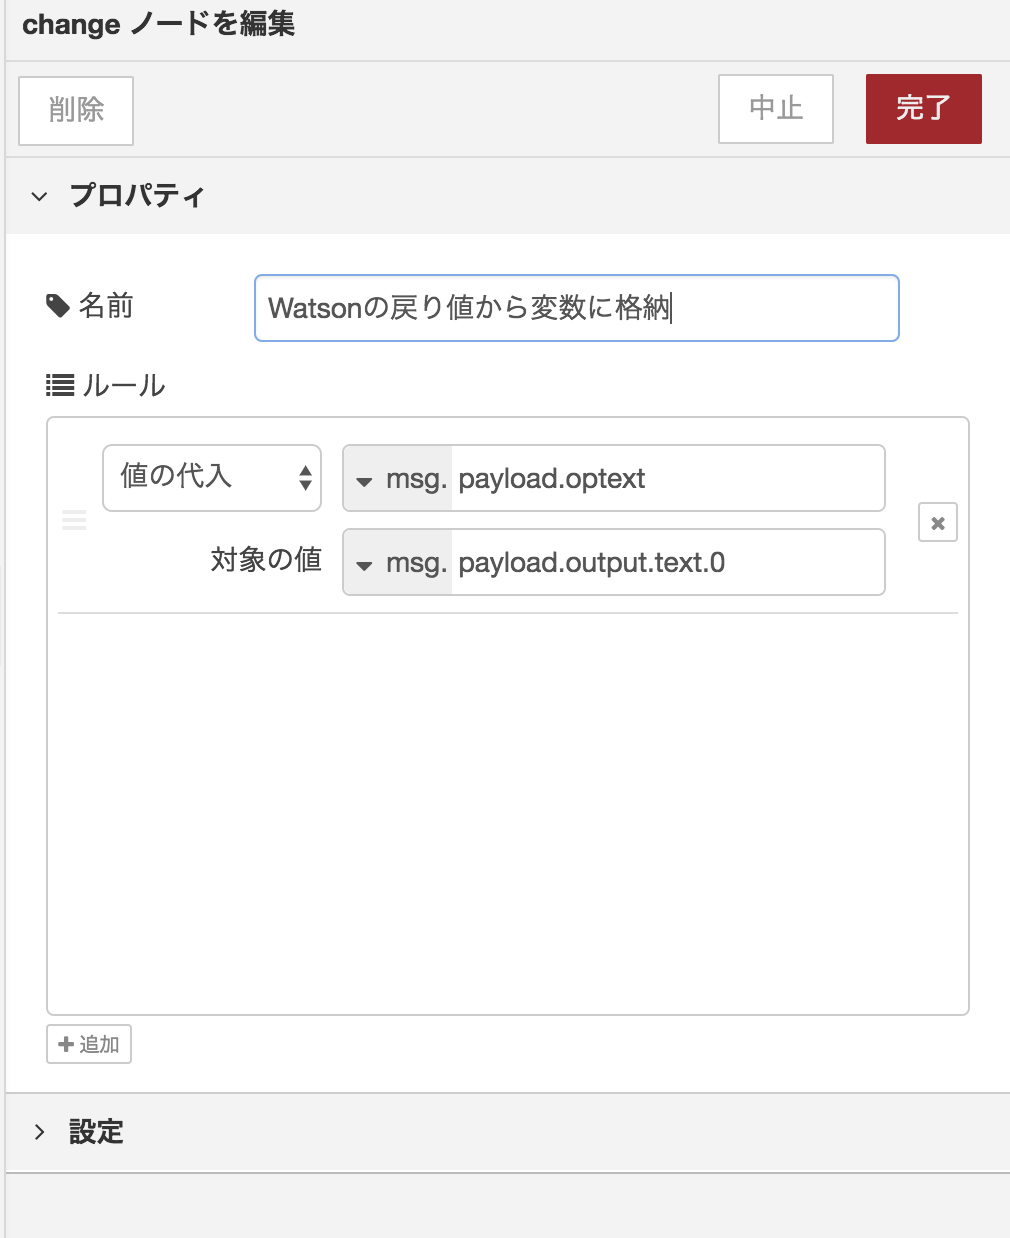 change ノードを編集
削除 中止 完了
プロパティ
名前 Watsonの戻り値から変数に格納
ルール
値の代入 msg. payload.optext
対象の値 msg. payload.output.text.0
追加
設定